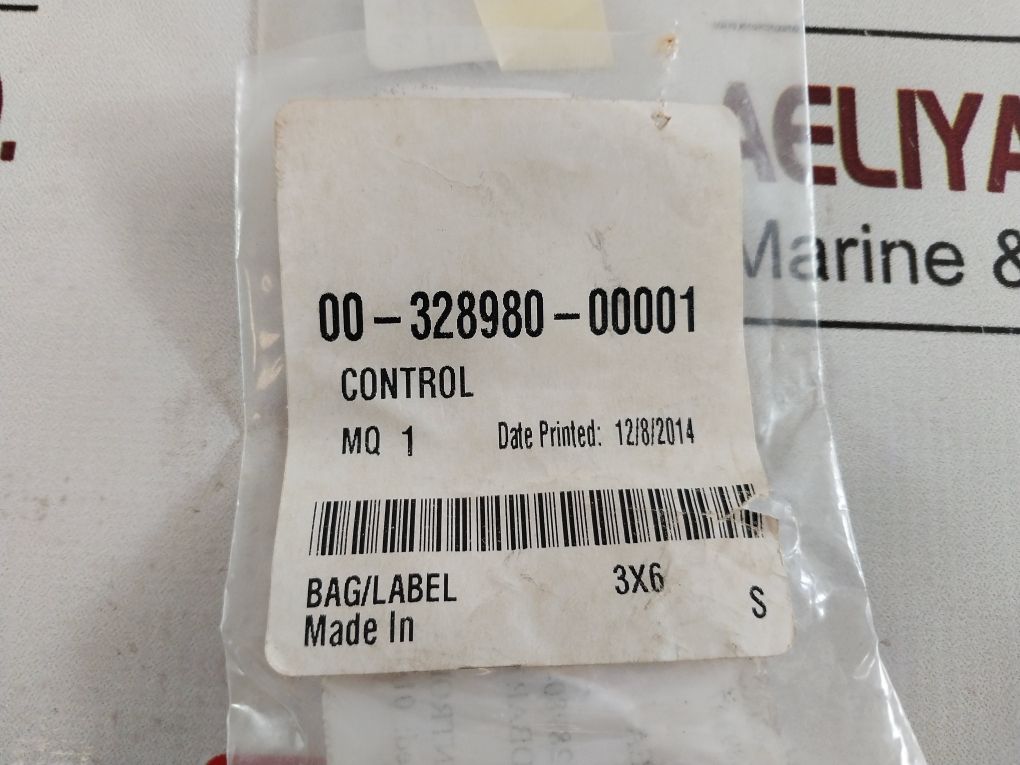 AELIYA
Marine &
00-328980-00001
CONTROL
MQ 1 Date Printed: 12/8/2014
BAG/LABEL 3X6
S
Made In